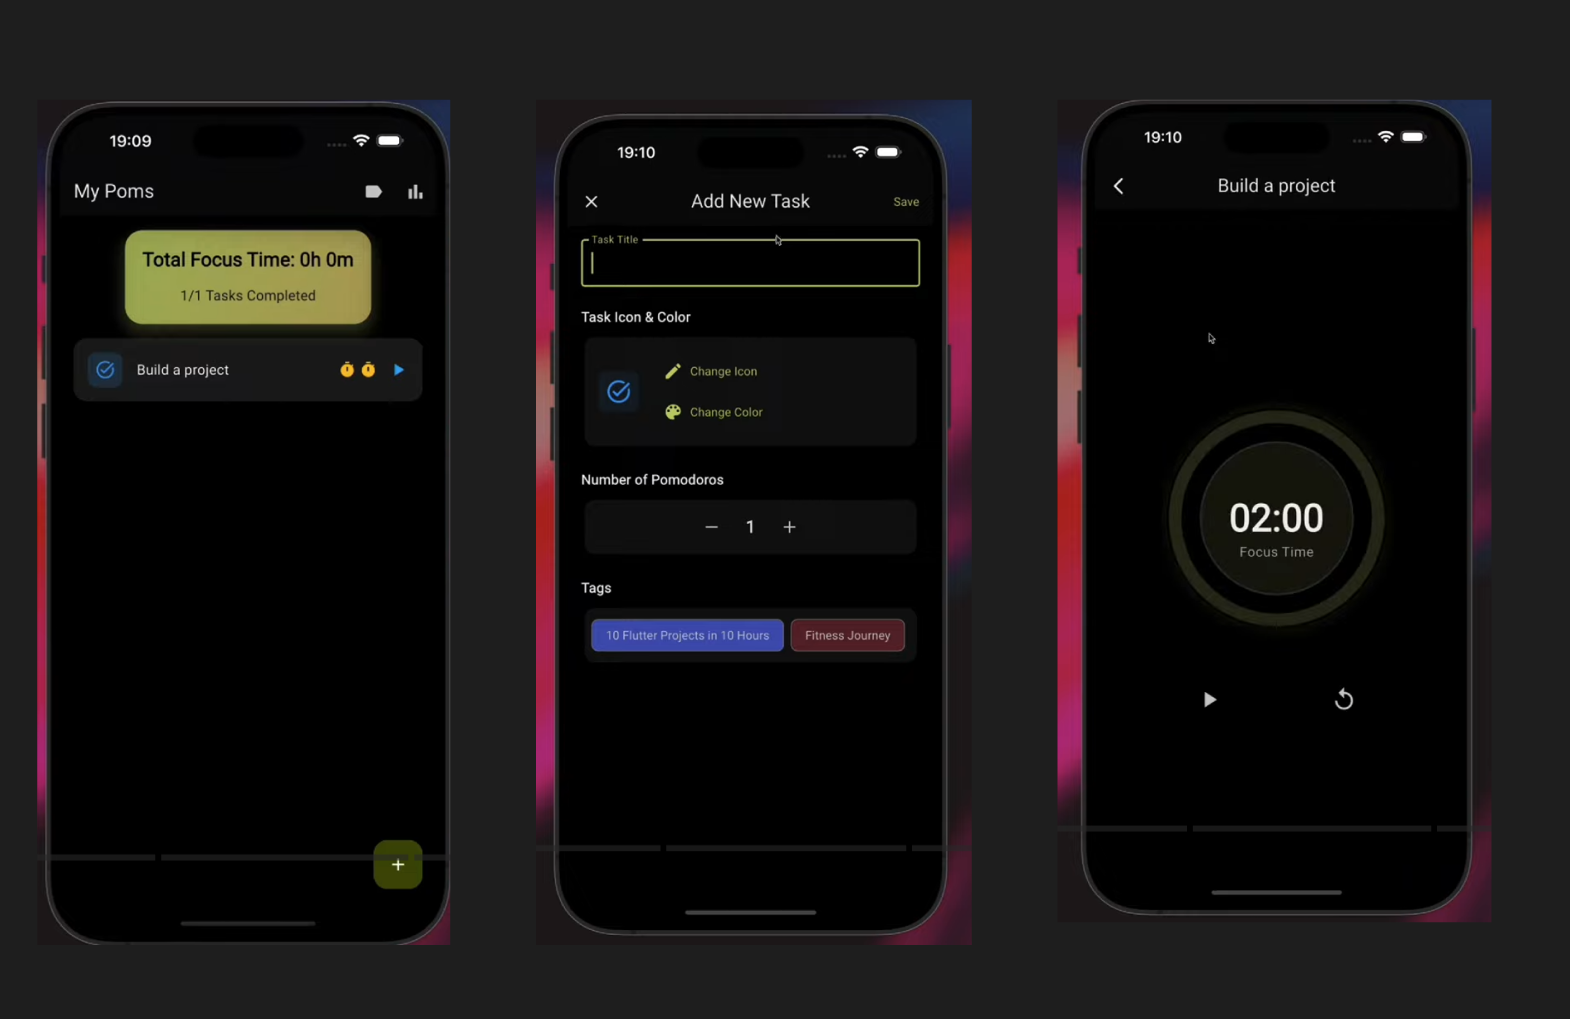 19:09
My Poms
Total Focus Time: 0h 0m
1/1 Tasks Completed
Build a project
19:10
Add New Task
Save
Task Title
Task Icon & Color
Change Icon
Change Color
Number of Pomodoros
1
Tags
10 Flutter Projects in 10 Hours
Fitness Journey
19:10
Build a project
02:00
Focus Time